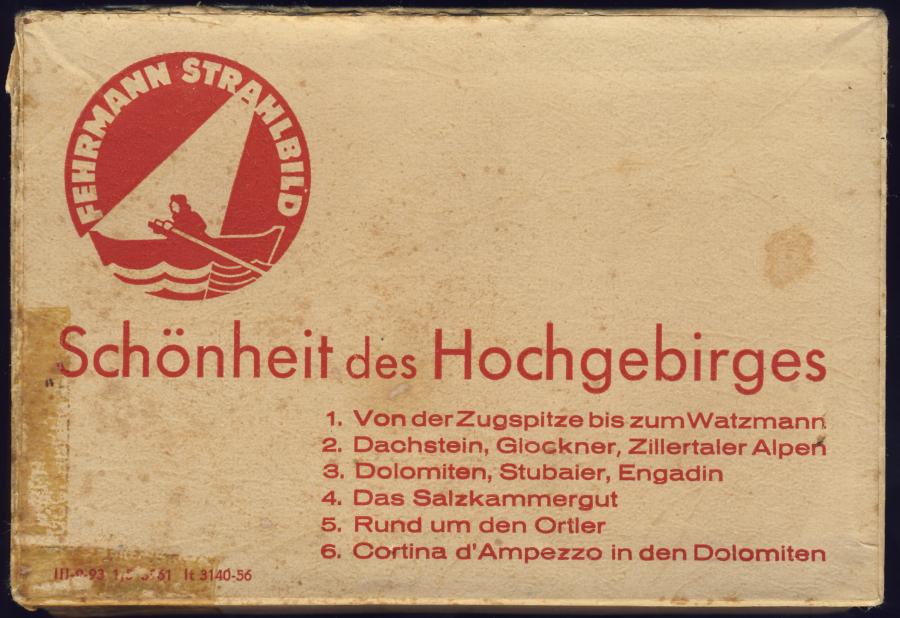 FEHRMANN STRAHLBILD
Schönheit des Hochgebirges
1. Von der Zugspitze bis zum Watzmann
2. Dachstein, Glockner, Zillertaler Alpen
3. Dolomiten, Stubaier, Engadin
4. Das Salzkammergut
5. Rund um den Ortler
6. Cortina d'Ampezzo in den Dolomiten
It 3140-56